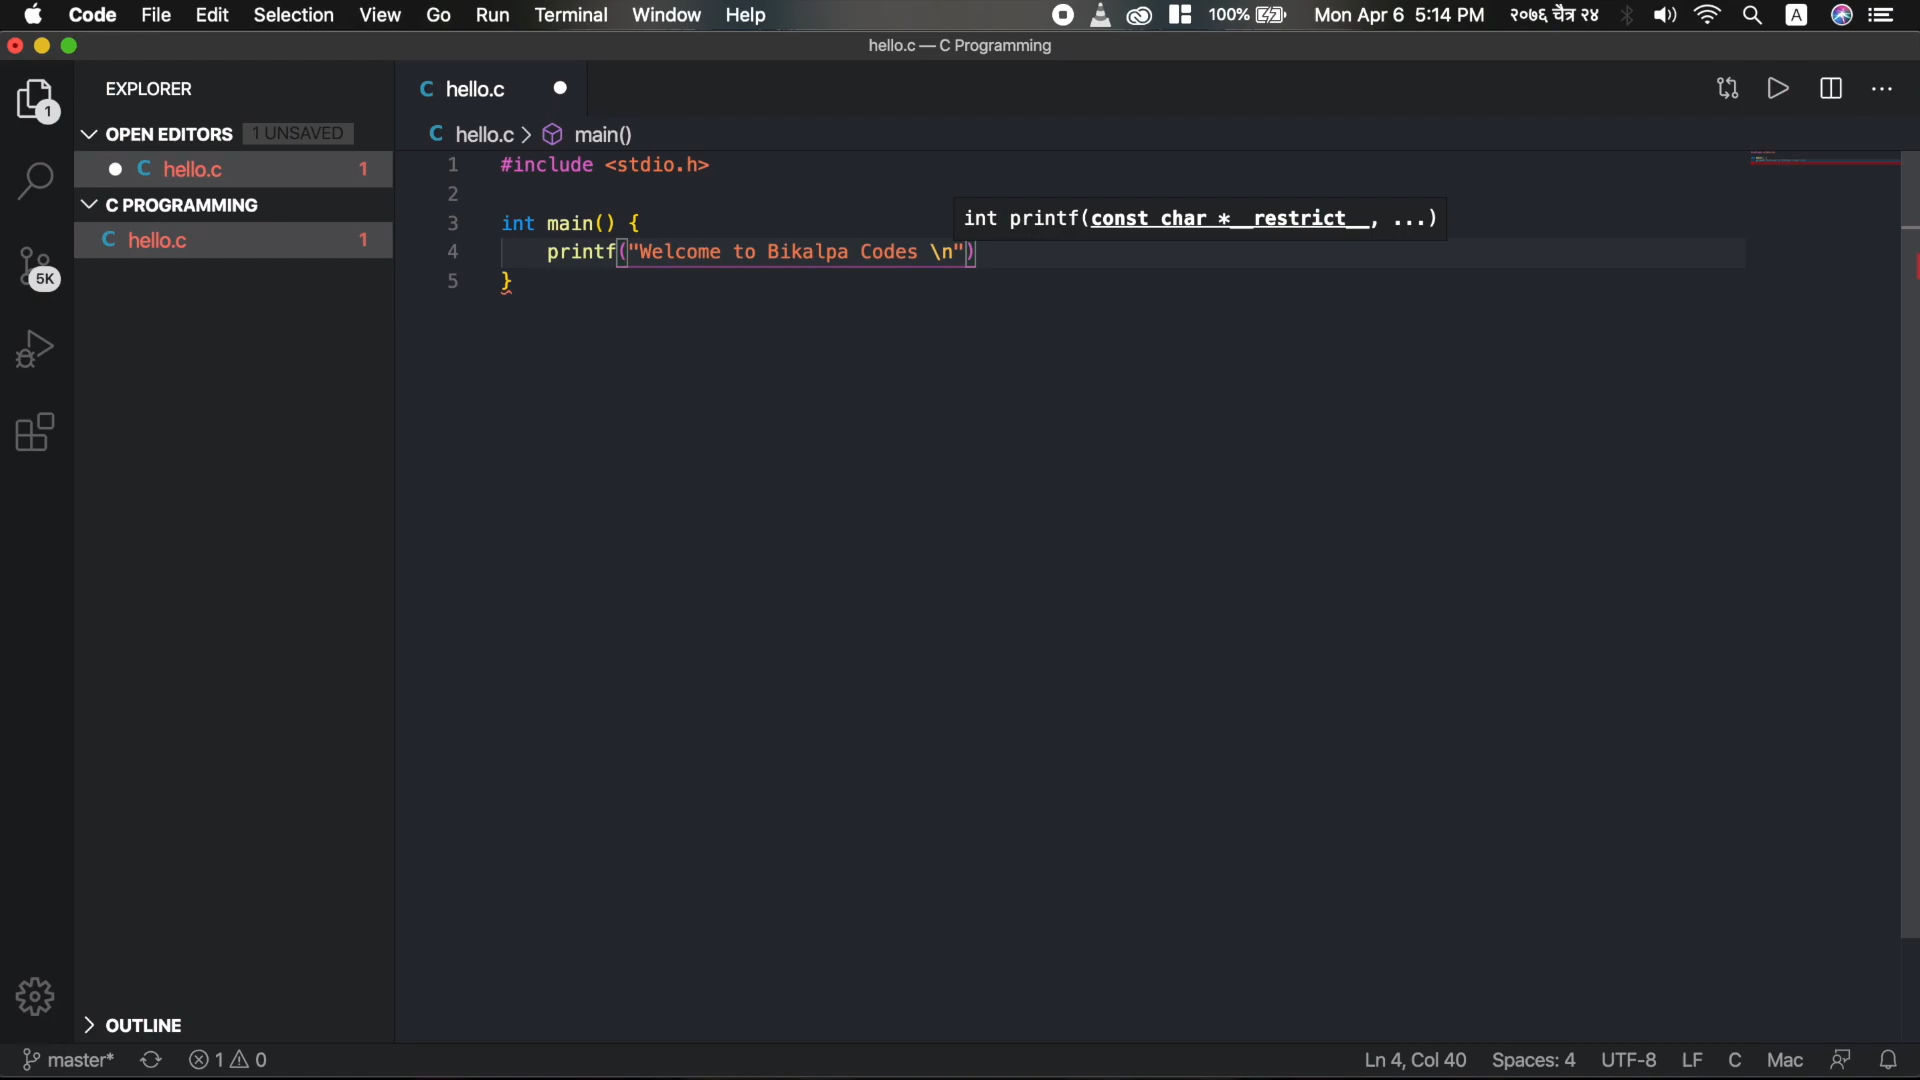 Code File Edit Selection View Go Run Terminal Window Help 100% Mon Apr 6 5:14 PM २०७६ चैत्र २४ A
hello.c — C Programming
EXPLORER
hello.c
1
OPEN EDITORS 1 UNSAVED
C hello.c > main()
C hello.c 1
C PROGRAMMING
C hello.c 1
5K
1 #include <stdio.h>
2
3 int main() {
int printf(const char *__restrict__, ...)
4 printf("Welcome to Bikalpa Codes \n")
5 }
OUTLINE
master* 1 0 Ln 4, Col 40 Spaces: 4 UTF-8 LF C Mac